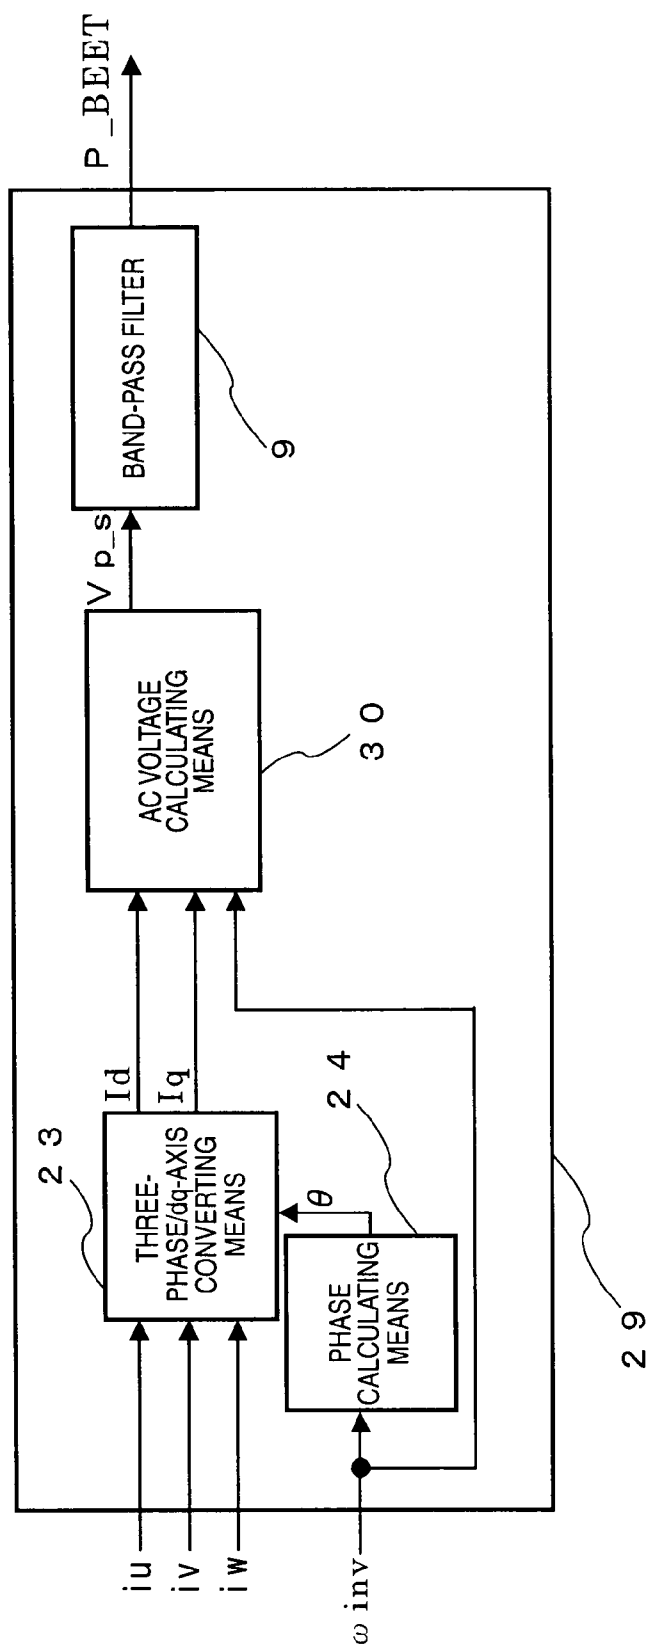 iu
iv
iw
ω inv
2 3
THREE-
PHASE/dq-AXIS
CONVERTING
MEANS
θ
PHASE
CALCULATING
MEANS
2 4
Id
Iq
AC VOLTAGE
CALCULATING
MEANS
3 0
V p_s
BAND-PASS FILTER
9
P_BEET
2 9